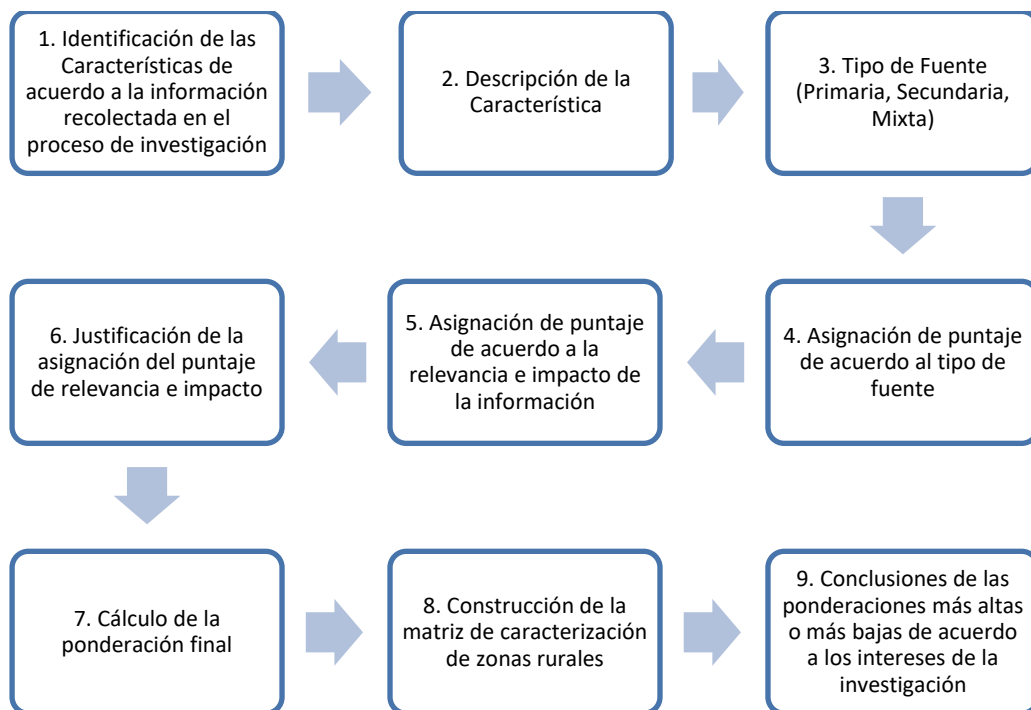 1. Identificación de las
Características de
acuerdo a la información
recolectada en el
proceso de investigación
2. Descripción de la
Característica
3. Tipo de Fuente
(Primaria, Secundaria,
Mixta)
4. Asignación de puntaje
de acuerdo al tipo de
fuente
5. Asignación de puntaje
de acuerdo a la
relevancia e impacto de
la información
6. Justificación de la
asignación del puntaje
de relevancia e impacto
7. Cálculo de la
ponderación final
8. Construcción de la
matriz de caracterización
de zonas rurales
9. Conclusiones de las
ponderaciones más altas
o más bajas de acuerdo
a los intereses de la
investigación